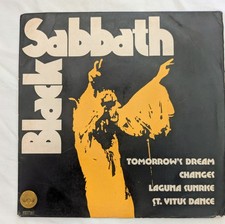 Black
Sabbath
TOMORROW'S DREAM
CHANGES
LAGUNA SUNRISE
ST. VITUS DANCE